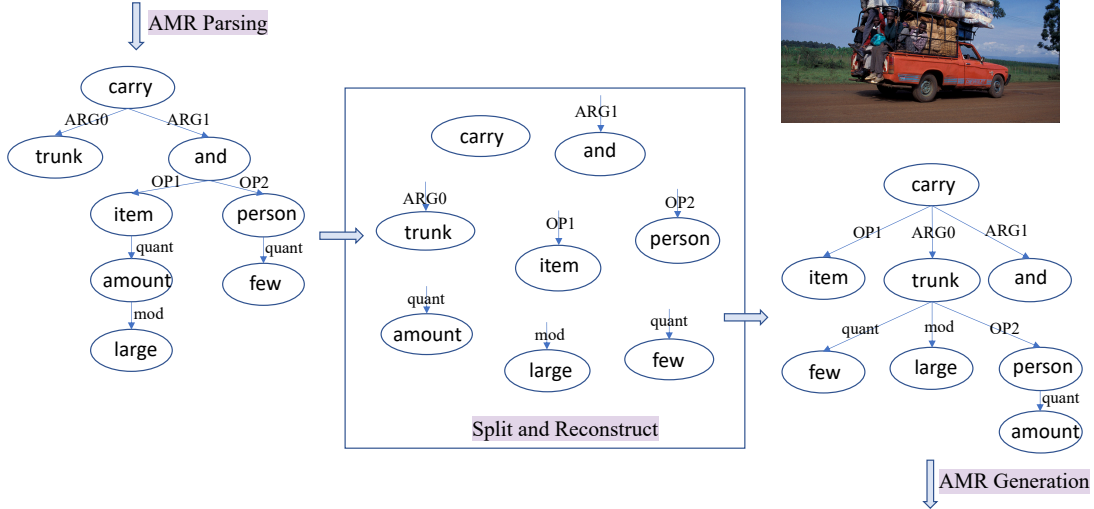 AMR Parsing
carry
ARG0 ARG1
trunk and
OP1 OP2
item person
quant quant
amount few
mod
large
carry
ARG1
and
ARG0
trunk
OP1
item
OP2
person
quant
amount
mod
large
quant
few
Split and Reconstruct
carry
OP1 ARG0 ARG1
item trunk and
quant mod OP2
few large person
quant
amount
AMR Generation